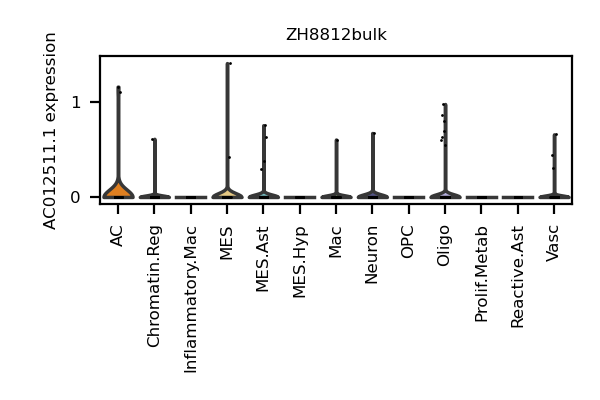 ZH8812bulk
AC012511.1 expression
1
0
AC
Chromatin.Reg
Inflammatory.Mac
MES
MES.Ast
MES.Hyp
Mac
Neuron
OPC
Oligo
Prolif.Metab
Reactive.Ast
Vasc